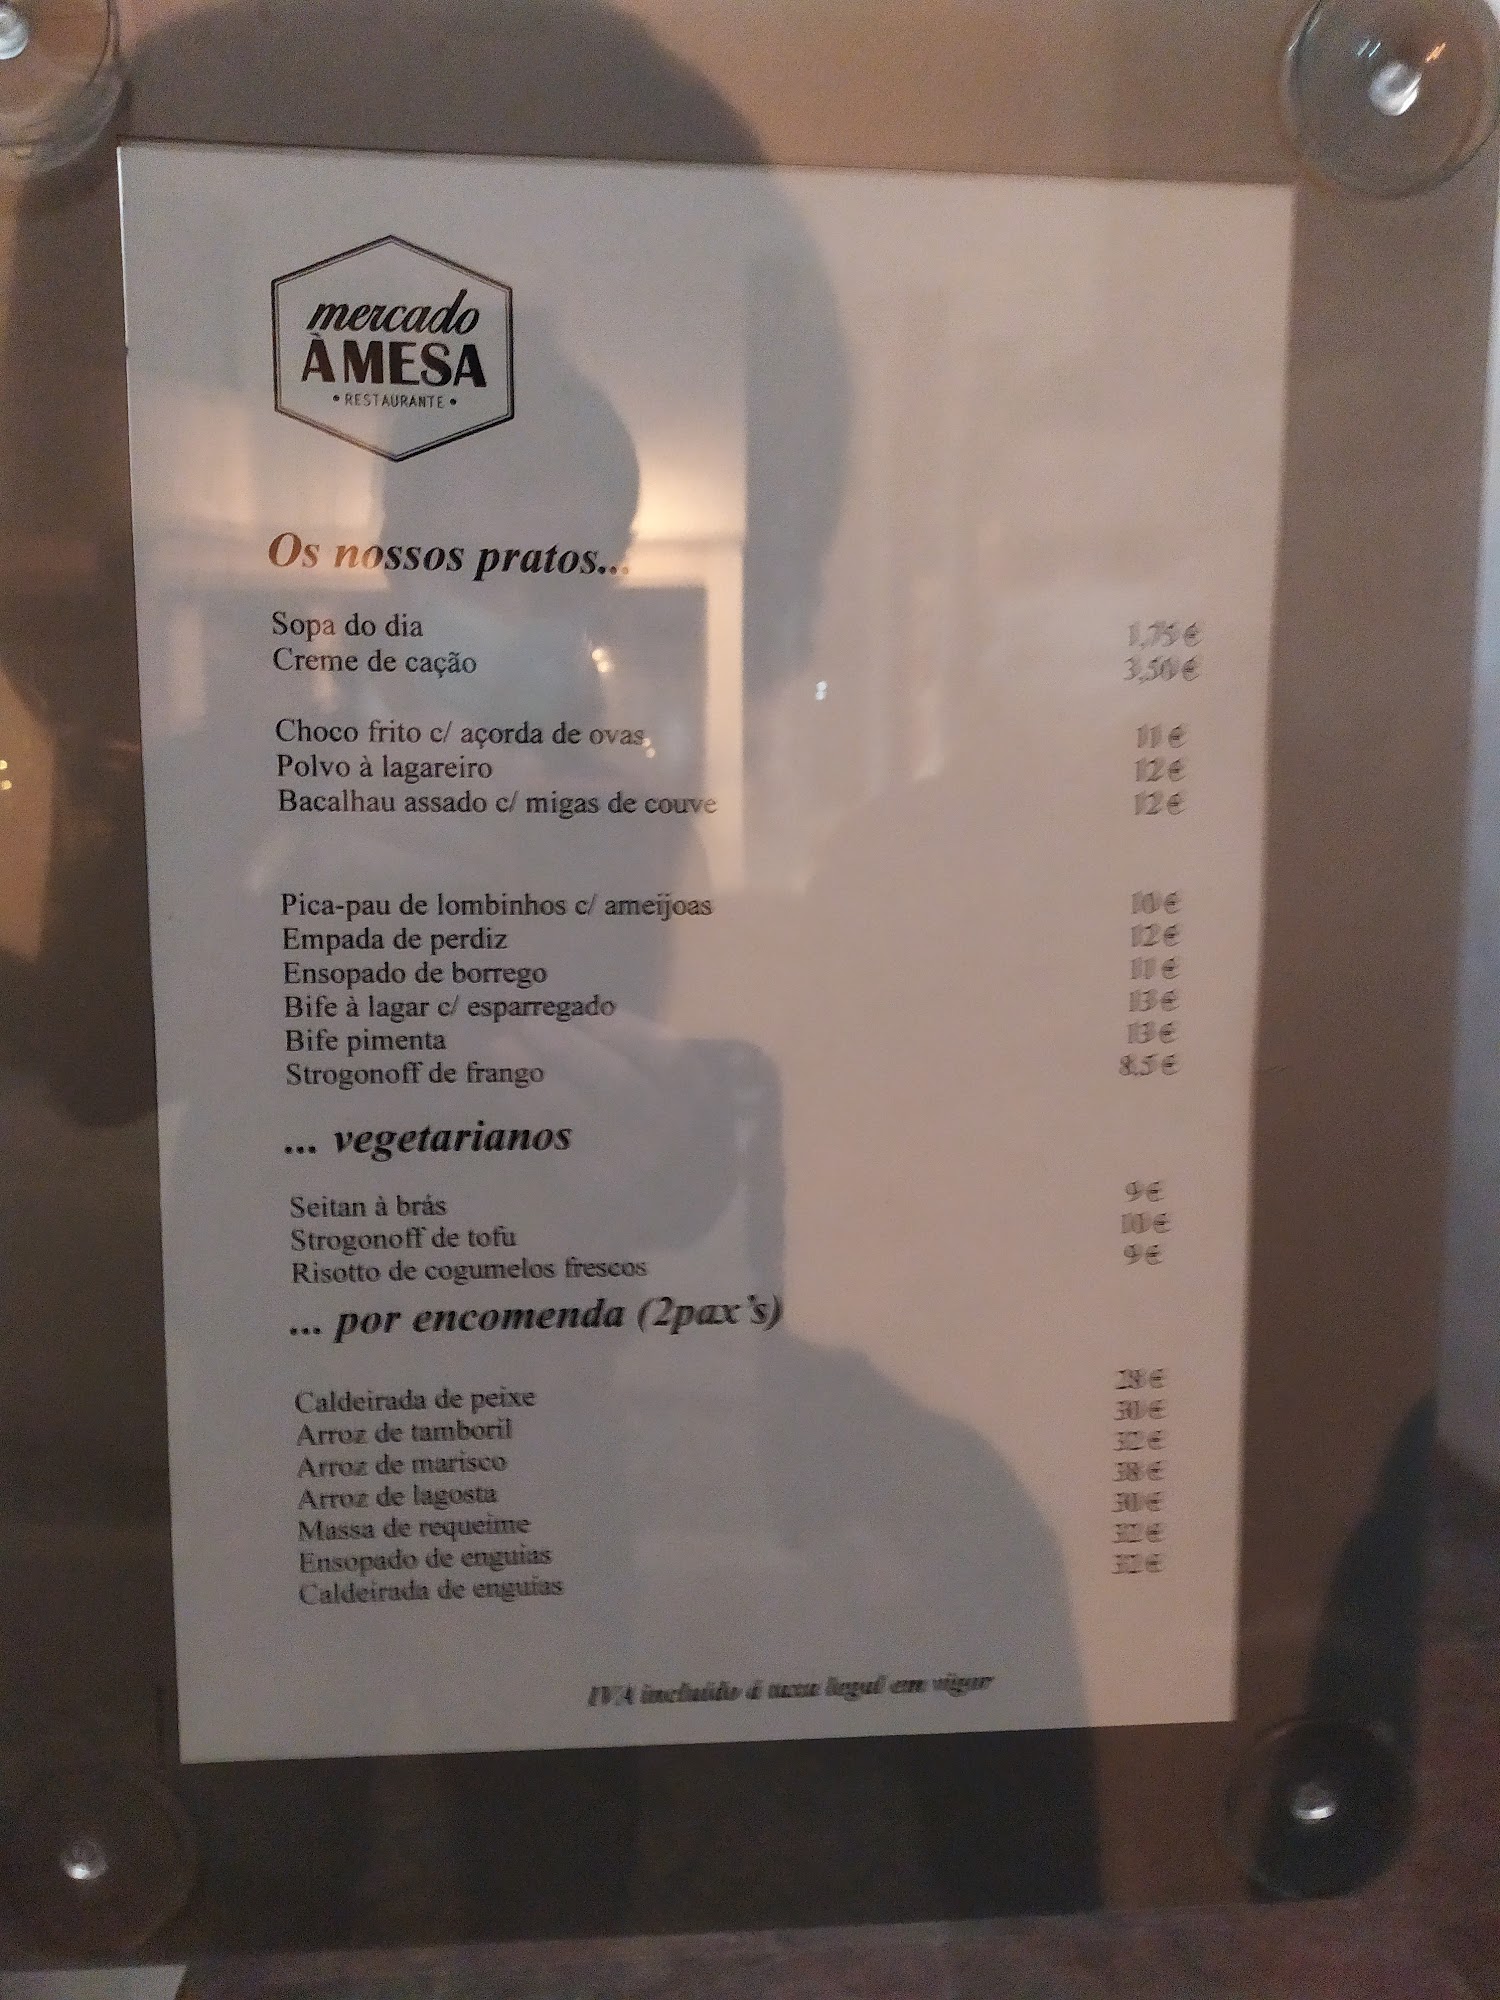 mercado
À MESA
• RESTAURANTE •
Os nossos pratos...
Sopa do dia 1,75 €
Creme de cação 3,50 €
Choco frito c/ açorda de ovas 11 €
Polvo à lagareiro 12 €
Bacalhau assado c/ migas de couve 12 €
Pica-pau de lombinhos c/ ameijoas 10 €
Empada de perdiz 12 €
Ensopado de borrego 11 €
Bife à lagar c/ esparregado 13 €
Bife pimenta 13 €
Strogonoff de frango 8.5 €
... vegetarianos
Seitan à brás 9 €
Strogonoff de tofu 10 €
Risotto de cogumelos frescos 9 €
... por encomenda (2pax's)
Caldeirada de peixe 28 €
Arroz de tamboril 30 €
Arroz de marisco 32 €
Arroz de lagosta 38 €
Massa de requeime 30 €
Ensopado de enguias 32 €
Caldeirada de enguias 32 €
IVA incluído á taxa legal em vigor